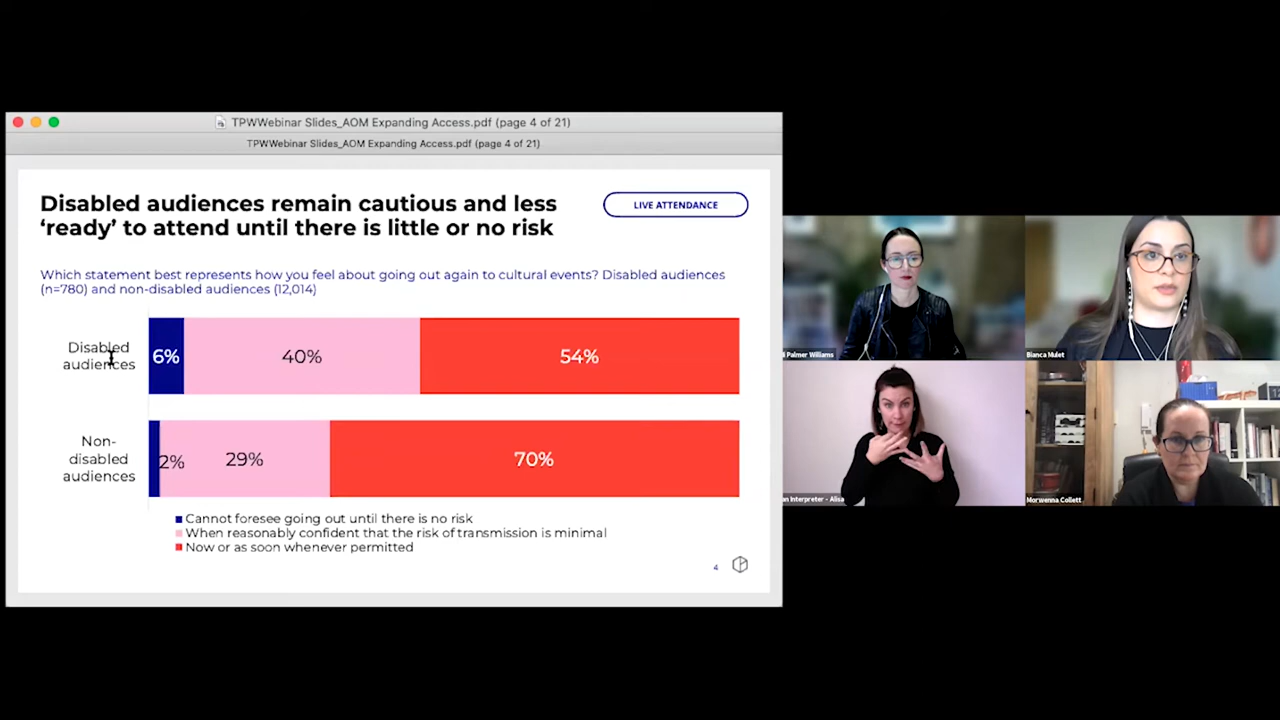 TPWWebinar Slides_AOM Expanding Access.pdf (page 4 of 21)
TPWWebinar Slides_AOM Expanding Access.pdf (page 4 of 21)
Disabled audiences remain cautious and less
‘ready’ to attend until there is little or no risk
LIVE ATTENDANCE
Which statement best represents how you feel about going out again to cultural events? Disabled audiences
(n=780) and non-disabled audiences (12,014)
Disabled
audiences
6%
40%
54%
Non-
disabled
audiences
2%
29%
70%
Cannot foresee going out until there is no risk
When reasonably confident that the risk of transmission is minimal
Now or as soon whenever permitted
4
Palmer Williams
Bianca Mulet
Interpreter - Alisa
Morwenna Collett